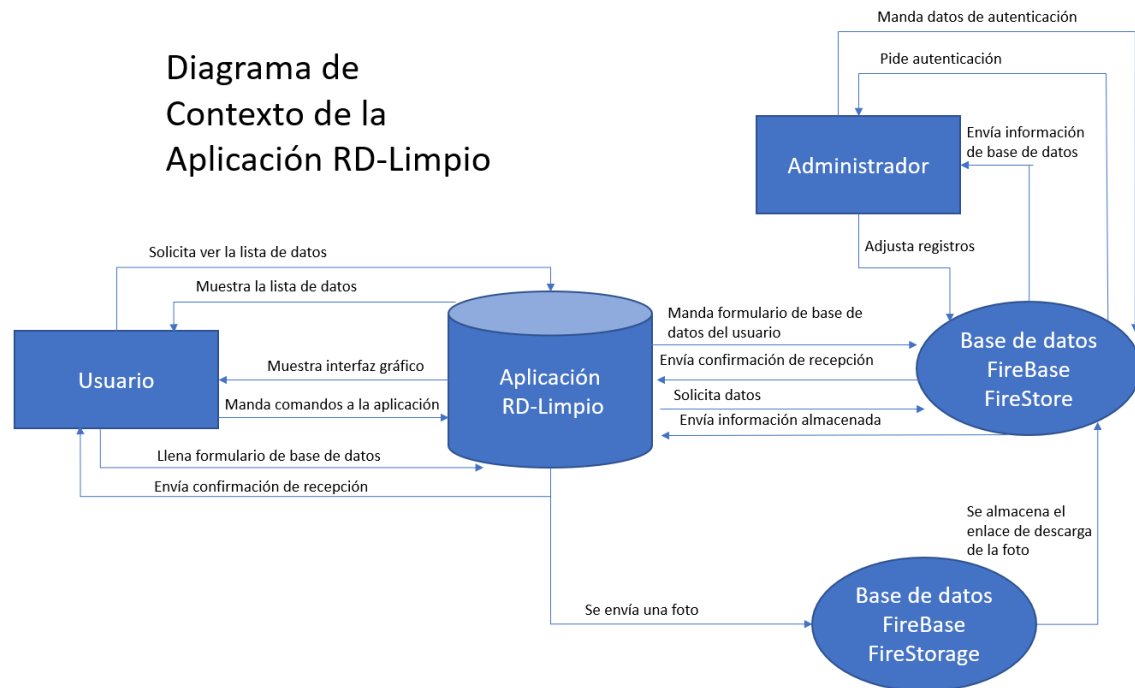 Manda datos de autenticación
Diagrama de
Contexto de la
Aplicación RD-Limpio
Pide autenticación
Administrador
Envía información
de base de datos
Adjusta registros
Solicita ver la lista de datos
Muestra la lista de datos
Usuario
Muestra interfaz gráfico
Manda comandos a la aplicación
Llena formulario de base de datos
Envía confirmación de recepción
Aplicación
RD-Limpio
Manda formulario de base de
datos del usuario
Envía confirmación de recepción
Solicita datos
Envía información almacenada
Base de datos
FireBase
FireStore
Se almacena el
enlace de descarga
de la foto
Se envía una foto
Base de datos
FireBase
FireStorage